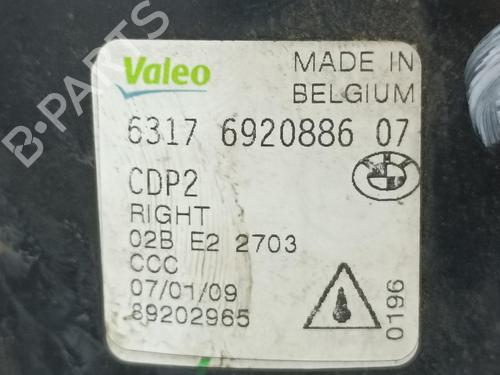 B-PARTS
Valeo
MADE IN
BELGIUM
6317 6920886 07
CDP2
RIGHT
02B E2 2703
CCC
07/01/09
89202965
0196